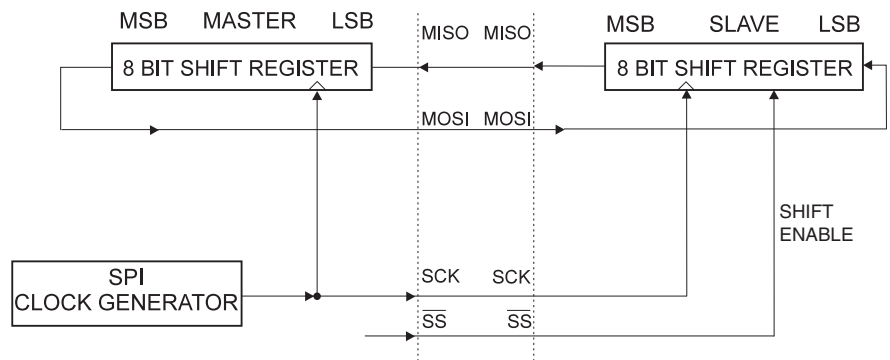 MSB MASTER LSB
MISO MISO
MSB SLAVE LSB
8 BIT SHIFT REGISTER
8 BIT SHIFT REGISTER
MOSI MOSI
SHIFT
ENABLE
SPI
CLOCK GENERATOR
SCK SCK
SS SS